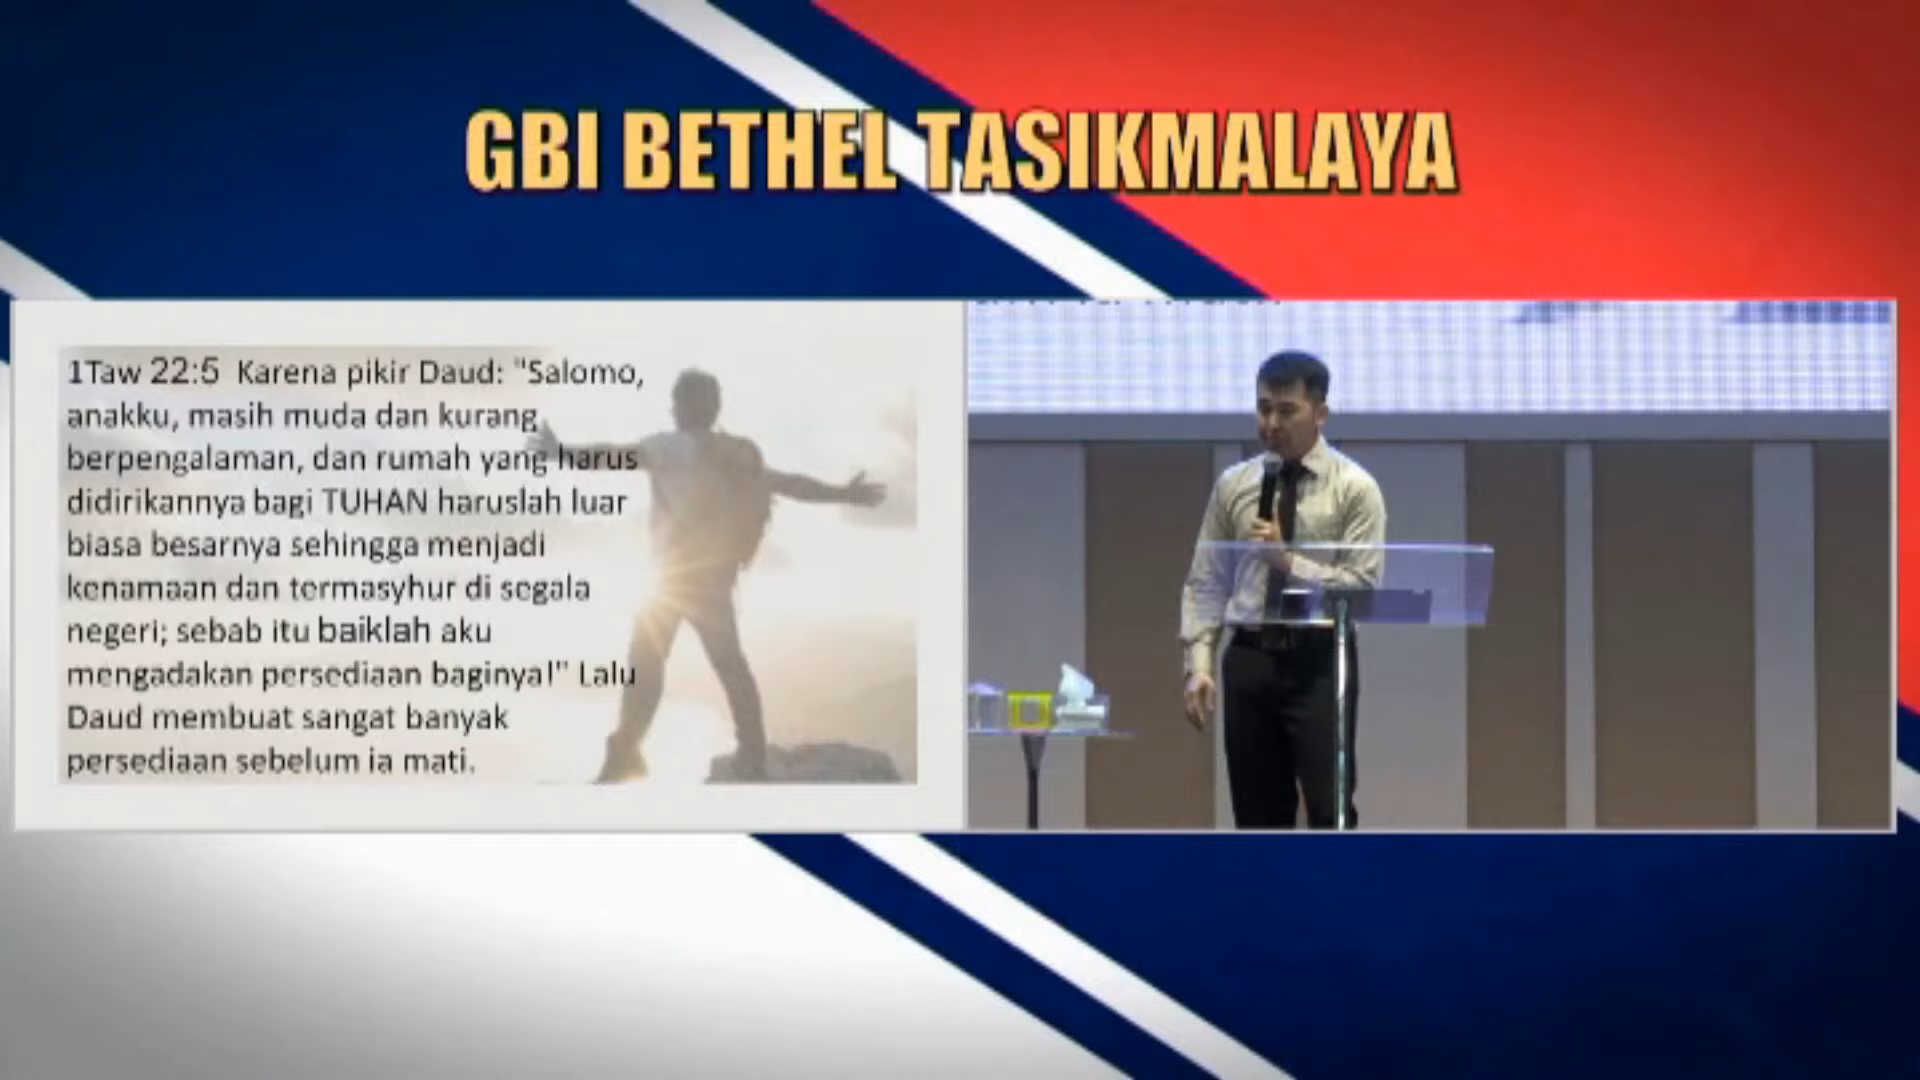 GBI BETHEL TASIKMALAYA
1Taw 22:5 Karena pikir Daud: "Salomo,
anakku, masih muda dan kurang
berpengalaman, dan rumah yang harus
didirikannya bagi TUHAN haruslah luar
biasa besarnya sehingga menjadi
kenamaan dan termasyhur di segala
negeri; sebab itu baiklah aku
mengadakan persediaan baginya!" Lalu
Daud membuat sangat banyak
persediaan sebelum ia mati.